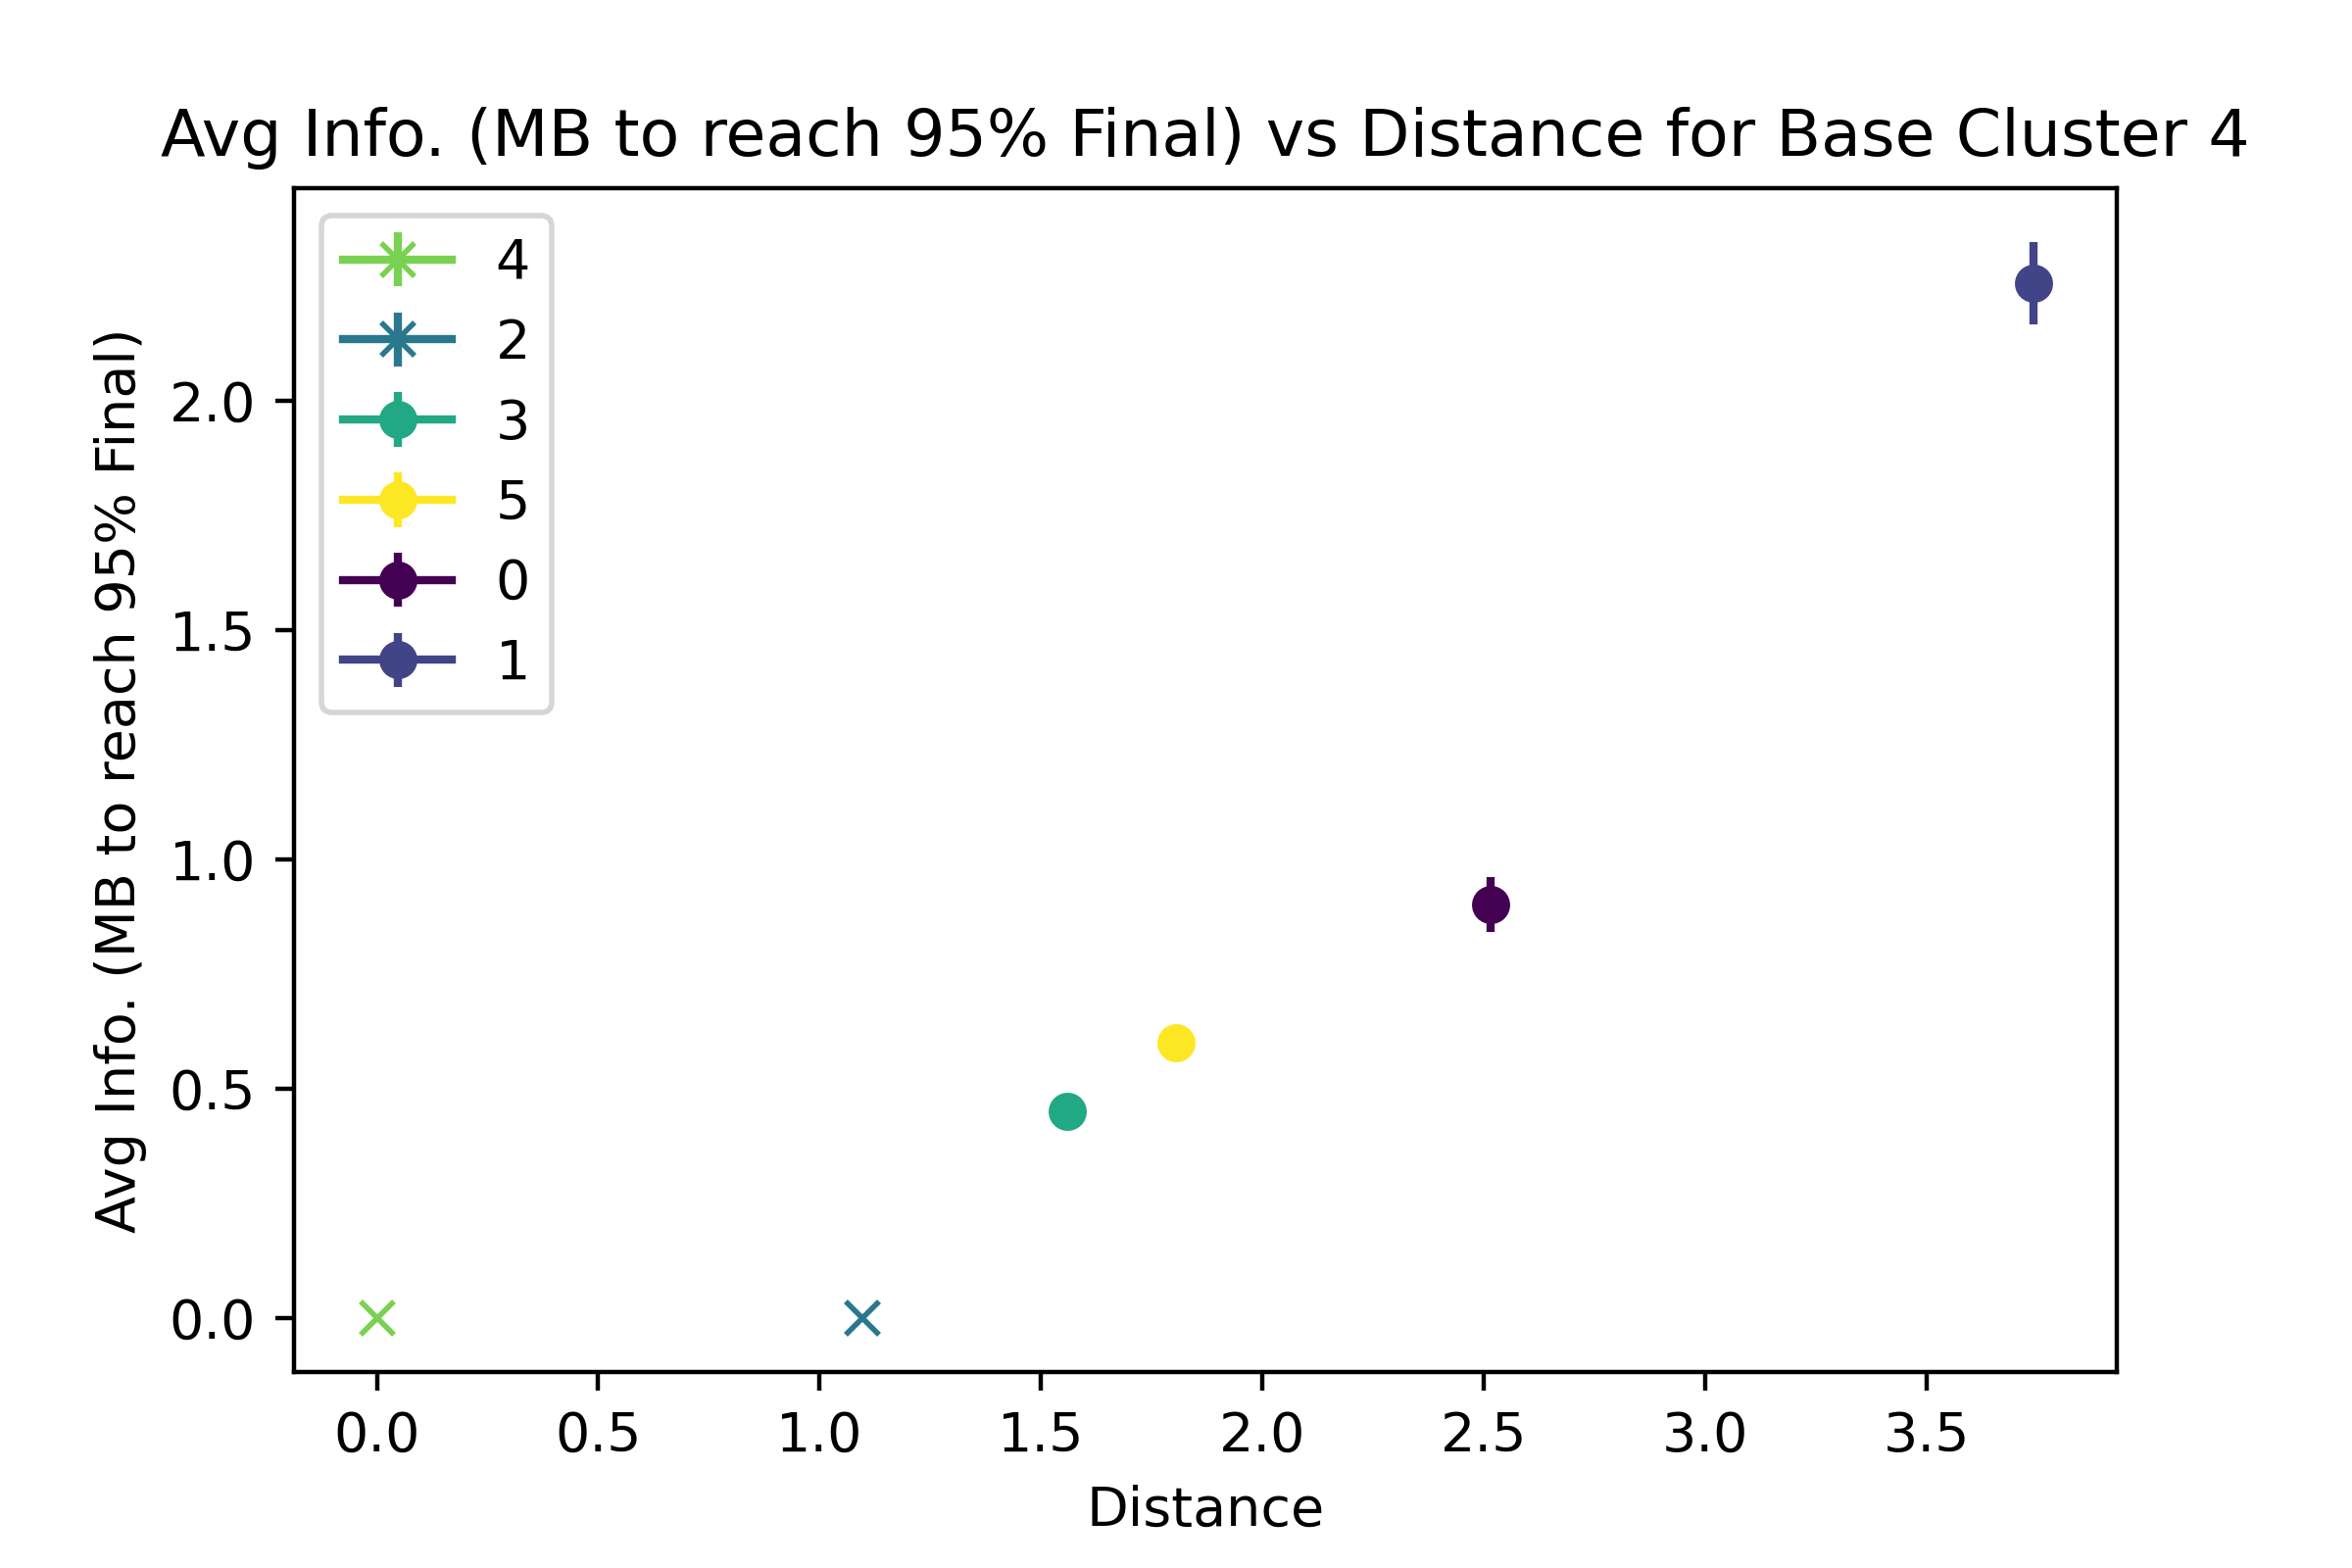 Avg Info. (MB to reach 95% Final) vs Distance for Base Cluster 4
4
2
3
5
0
1
Avg Info. (MB to reach 95% Final)
2.0
1.5
1.0
0.5
0.0
0.0 0.5 1.0 1.5 2.0 2.5 3.0 3.5
Distance